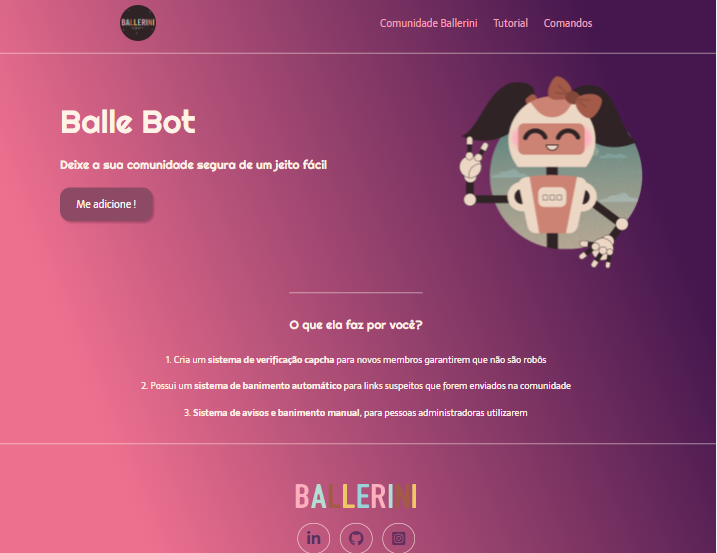 BALLERINI
Comunidade Ballerini Tutorial Comandos
Balle Bot
Deixe a sua comunidade segura de um jeito fácil
Me adicione !
O que ela faz por você?
1. Cria um sistema de verificação capcha para novos membros garantirem que não são robôs
2. Possui um sistema de banimento automático para links suspeitos que forem enviados na comunidade
3. Sistema de avisos e banimento manual, para pessoas administradoras utilizarem
BALLERINI
in